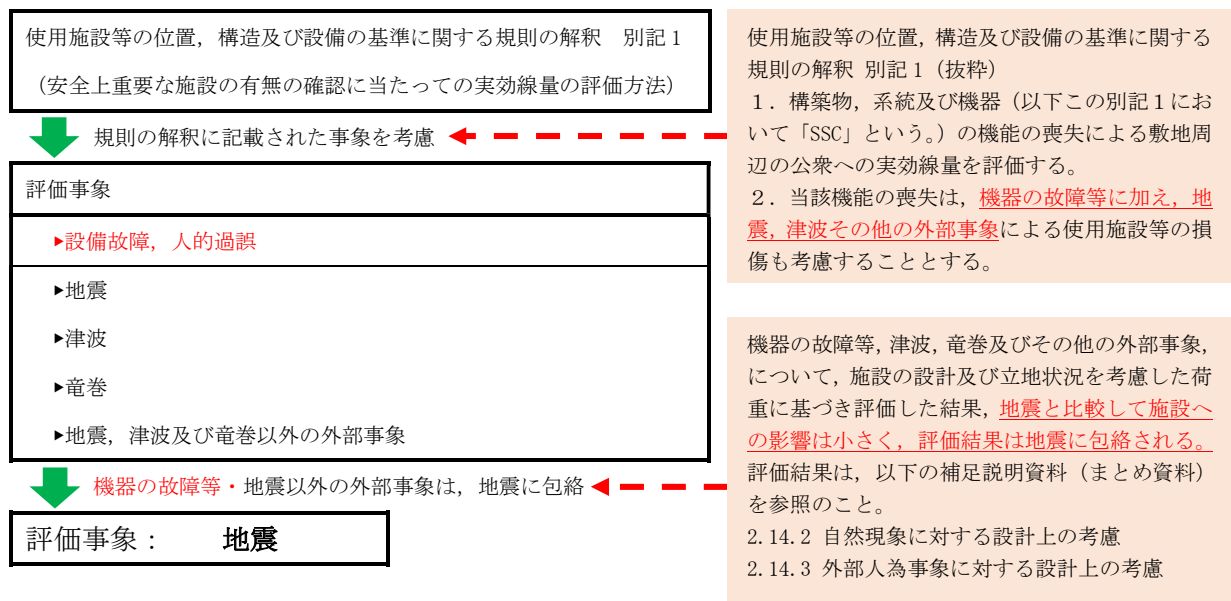 使用施設等の位置，構造及び設備の基準に関する規則の解釈　別記１
（安全上重要な施設の有無の確認に当たっての実効線量の評価方法）
規則の解釈に記載された事象を考慮
評価事象
▶設備故障，人的過誤
▶地震
▶津波
▶竜巻
▶地震，津波及び竜巻以外の外部事象
機器の故障等・地震以外の外部事象は，地震に包絡
評価事象：　　地震
使用施設等の位置，構造及び設備の基準に関する
規則の解釈 別記１（抜粋）
１．構築物，系統及び機器（以下この別記１にお
いて「SSC」という。）の機能の喪失による敷地周
辺の公衆への実効線量を評価する。
２．当該機能の喪失は，機器の故障等に加え，地
震，津波その他の外部事象による使用施設等の損
傷も考慮することとする。
機器の故障等，津波，竜巻及びその他の外部事象，
について，施設の設計及び立地状況を考慮した荷
重に基づき評価した結果，地震と比較して施設へ
の影響は小さく，評価結果は地震に包絡される。
評価結果は，以下の補足説明資料（まとめ資料）
を参照のこと。
2.14.2 自然現象に対する設計上の考慮
2.14.3 外部人為事象に対する設計上の考慮